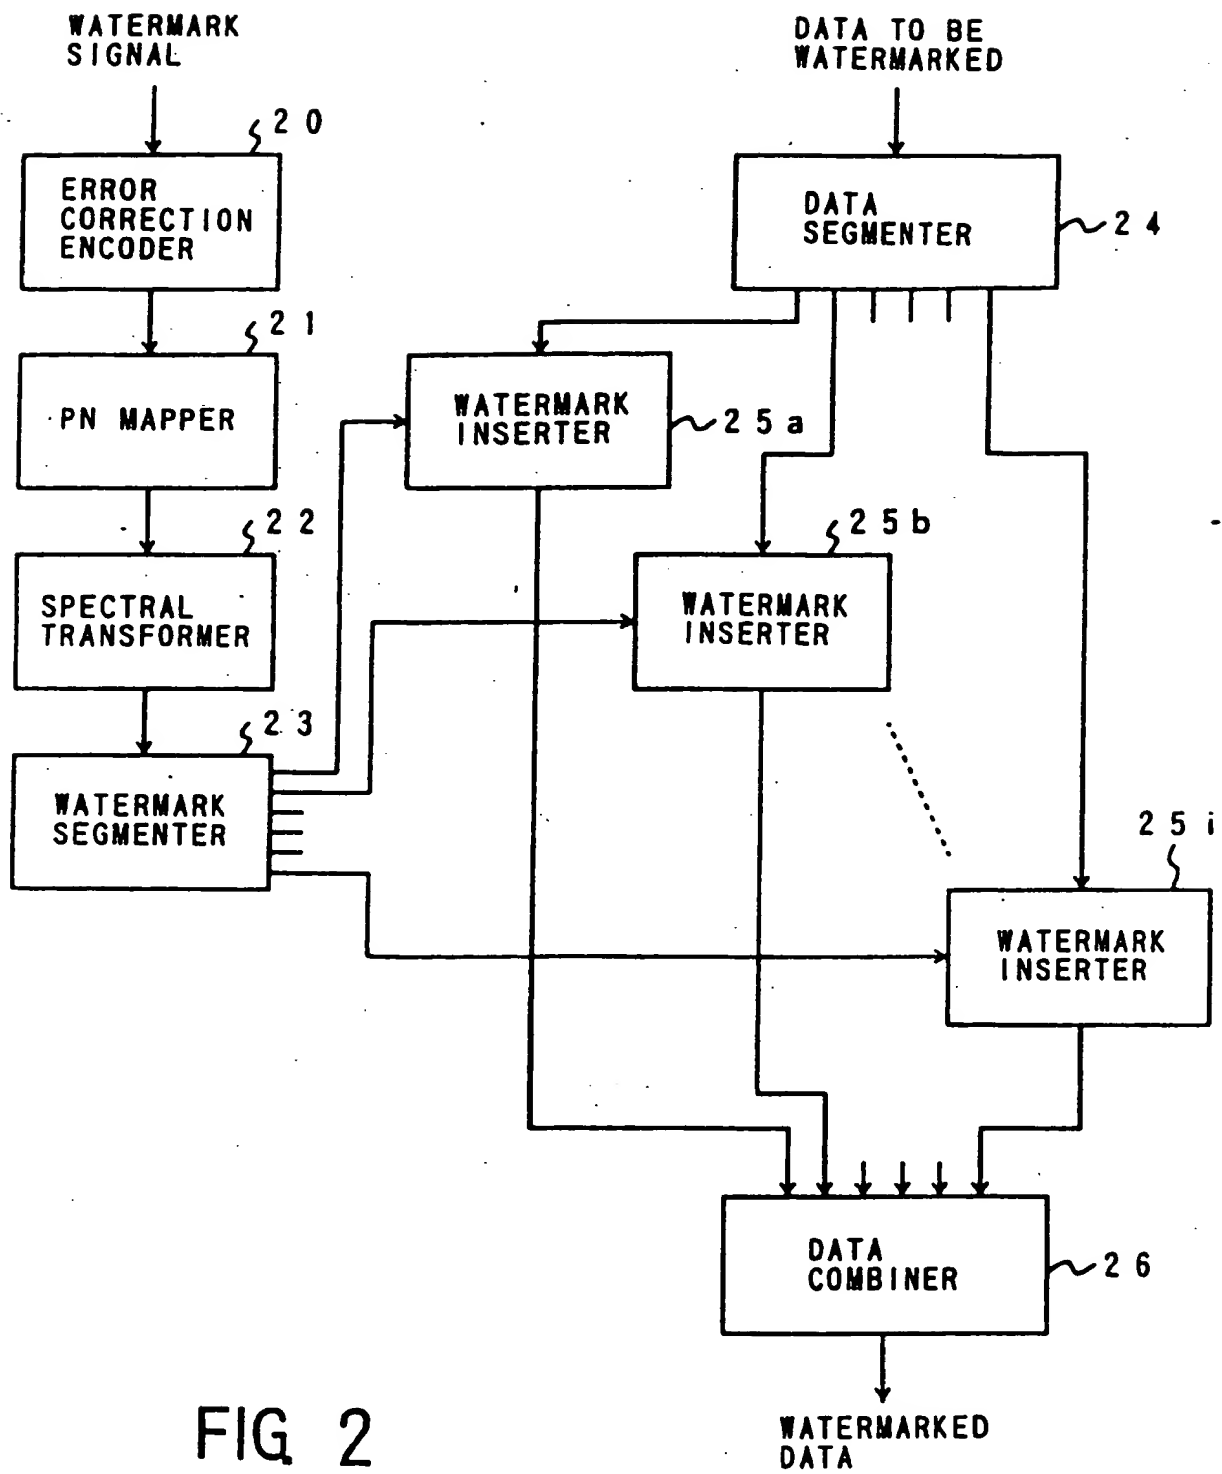 WATERMARK
SIGNAL
DATA TO BE
WATERMARKED
20
ERROR
CORRECTION
ENCODER
DATA
SEGMENTER
24
21
PN MAPPER
WATERMARK
INSERTER
25a
22
SPECTRAL
TRANSFORMER
25b
WATERMARK
INSERTER
23
WATERMARK
SEGMENTER
25i
WATERMARK
INSERTER
DATA
COMBINER
26
WATERMARKED
DATA
FIG. 2